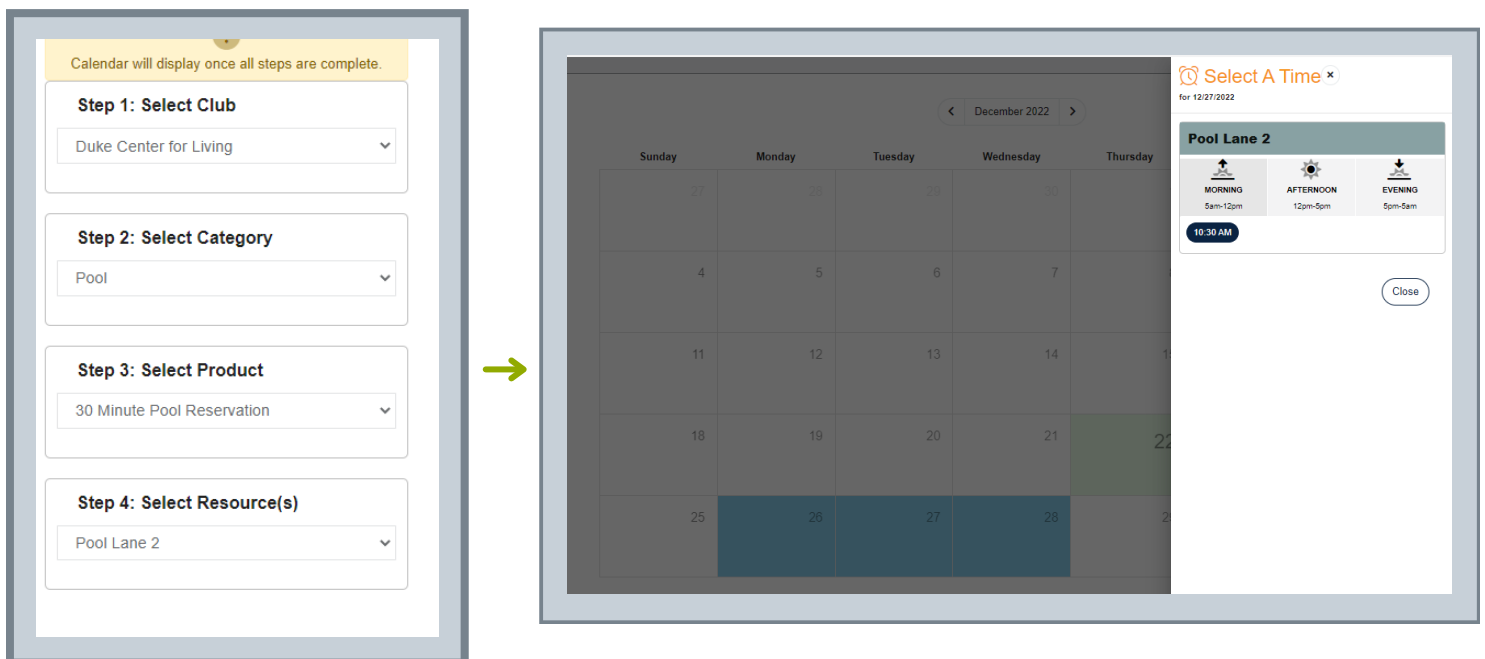 Calendar will display once all steps are complete.
Step 1: Select Club
Duke Center for Living
Step 2: Select Category
Pool
Step 3: Select Product
30 Minute Pool Reservation
Step 4: Select Resource(s)
Pool Lane 2
December 2022
Sunday Monday Tuesday Wednesday Thursday
27 28 29 30
4 5 6 7
11 12 13 14
18 19 20 21 22
25 26 27 28
Select A Time ×
for 12/27/2022
Pool Lane 2
MORNING AFTERNOON EVENING
5am-12pm 12pm-5pm 5pm-5am
10:30 AM
Close